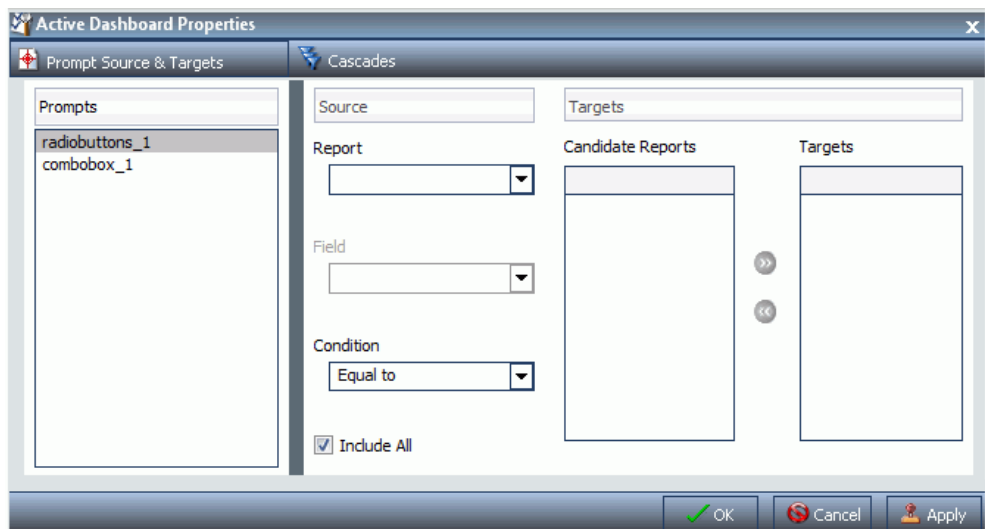 Active Dashboard Properties
x
Prompt Source & Targets
Cascades
Prompts
radiobuttons_1
combobox_1
Source
Report
Field
Condition
Equal to
Include All
Targets
Candidate Reports
Targets
OK
Cancel
Apply